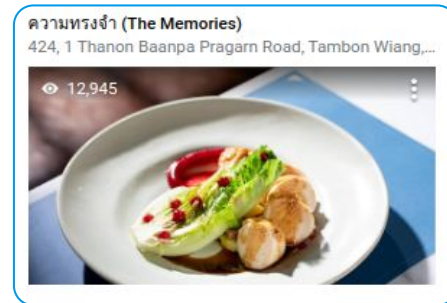 ความทรงจำ (The Memories)
424, 1 Thanon Baanpa Pragarn Road, Tambon Wiang,...
12,945